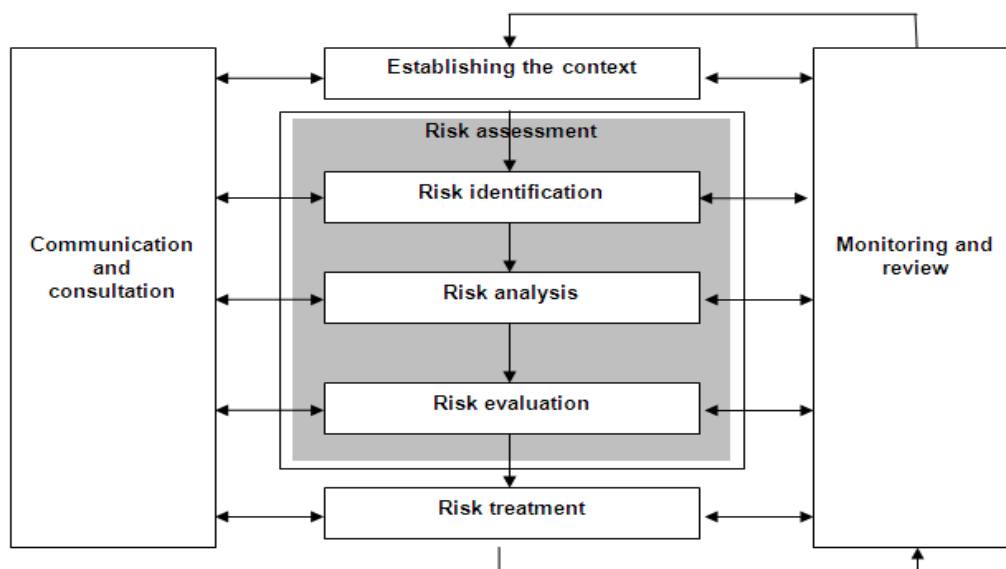 Establishing the context
Risk assessment
Risk identification
Communication
and
consultation
Monitoring and
review
Risk analysis
Risk evaluation
Risk treatment